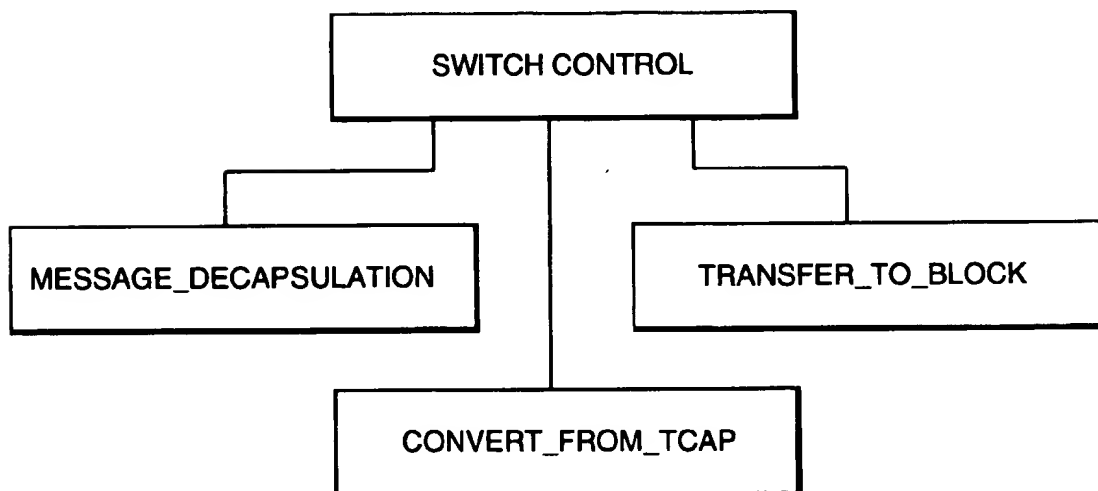 SWITCH CONTROL
MESSAGE_DECAPSULATION
TRANSFER_TO_BLOCK
CONVERT_FROM_TCAP